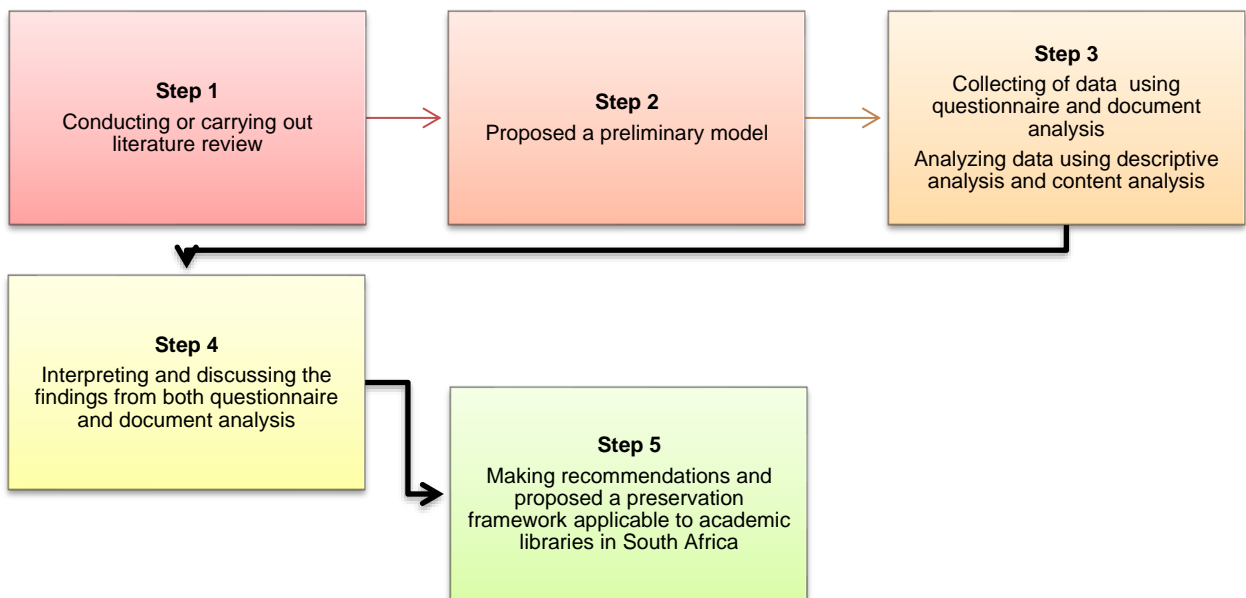 Step 1
Conducting or carrying out
literature review
Step 2
Proposed a preliminary model
Step 3
Collecting of data using
questionnaire and document
analysis
Analyzing data using descriptive
analysis and content analysis
Step 4
Interpreting and discussing the
findings from both questionnaire
and document analysis
Step 5
Making recommendations and
proposed a preservation
framework applicable to academic
libraries in South Africa